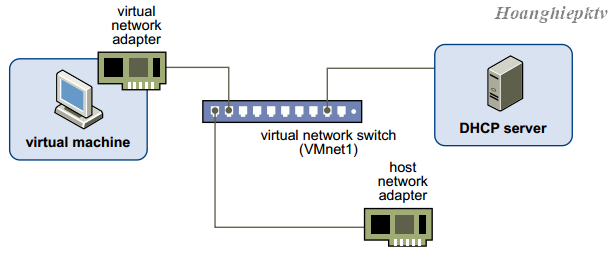 Hoanghiepktv
virtual
network
adapter
virtual machine
virtual network switch
(VMnet1)
DHCP server
host
network
adapter